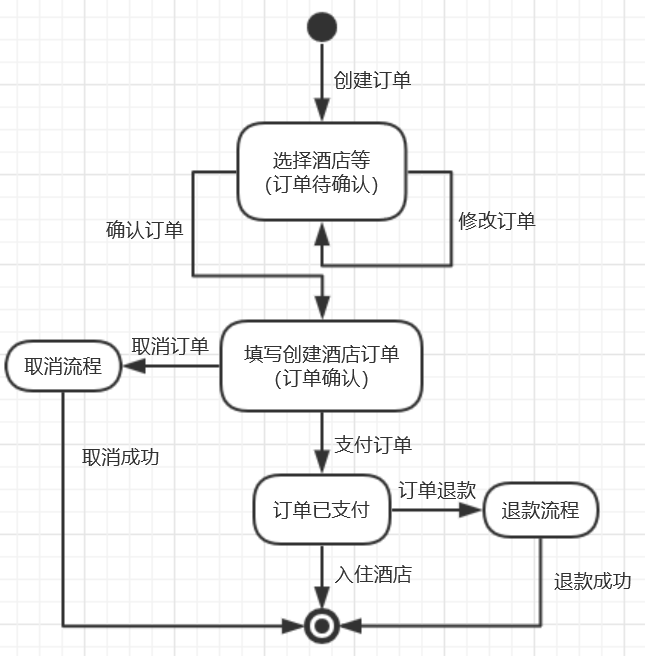 创建订单
选择酒店等
(订单待确认)
确认订单
修改订单
取消订单
填写创建酒店订单
(订单确认)
取消流程
支付订单
取消成功
订单已支付
订单退款
退款流程
入住酒店
退款成功